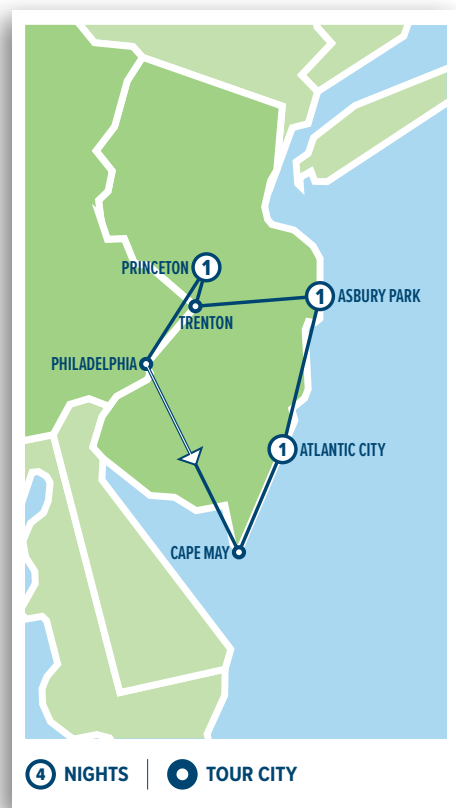 PRINCETON 1
1 ASBURY PARK
TRENTON
PHILADELPHIA
1 ATLANTIC CITY
CAPE MAY
4 NIGHTS TOUR CITY